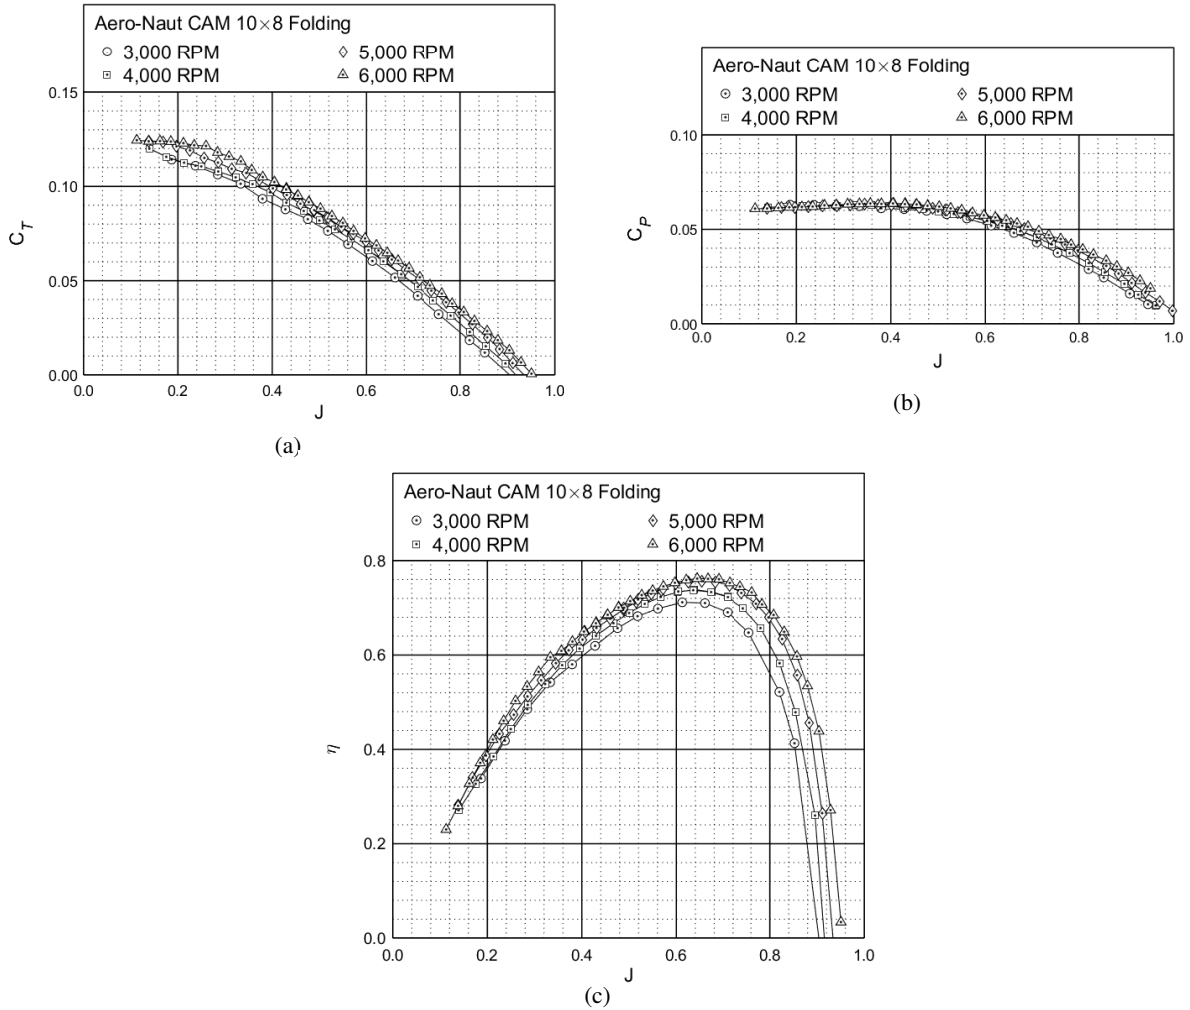 Aero-Naut CAM 10×8 Folding
3,000 RPM 5,000 RPM
4,000 RPM 6,000 RPM
0.15
0.10
0.05
0.00
C_T
0.0 0.2 0.4 0.6 0.8 1.0
J
(a)
Aero-Naut CAM 10×8 Folding
3,000 RPM 5,000 RPM
4,000 RPM 6,000 RPM
0.10
0.05
0.00
C_P
0.0 0.2 0.4 0.6 0.8 1.0
J
(b)
Aero-Naut CAM 10×8 Folding
3,000 RPM 5,000 RPM
4,000 RPM 6,000 RPM
0.8
0.6
0.4
0.2
0.0
η
0.0 0.2 0.4 0.6 0.8 1.0
J
(c)